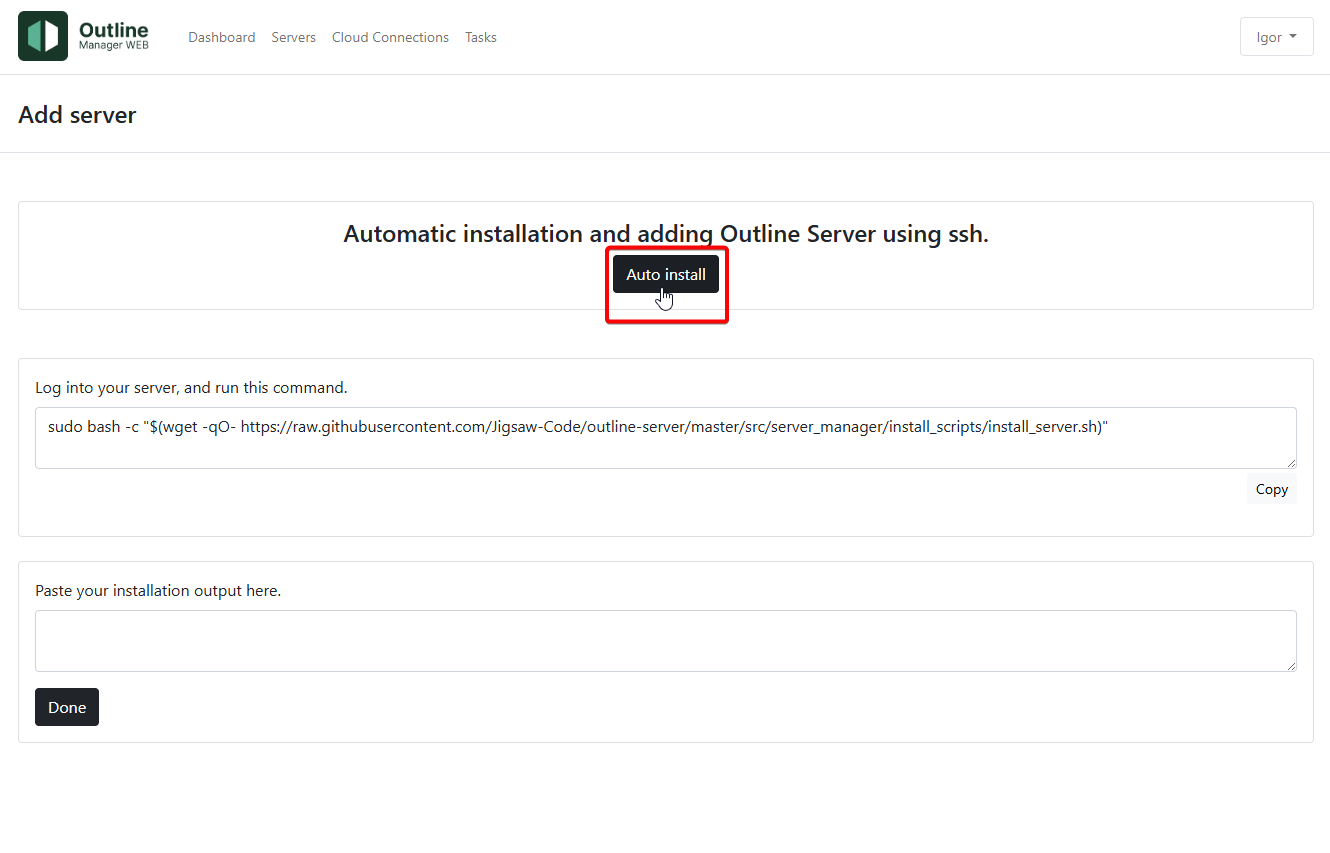 Outline
Manager WEB
Dashboard Servers Cloud Connections Tasks
Igor
Add server
Automatic installation and adding Outline Server using ssh.
Auto install
Log into your server, and run this command.
sudo bash -c "$(wget -qO- https://raw.githubusercontent.com/Jigsaw-Code/outline-server/master/src/server_manager/install_scripts/install_server.sh)"
Copy
Paste your installation output here.
Done